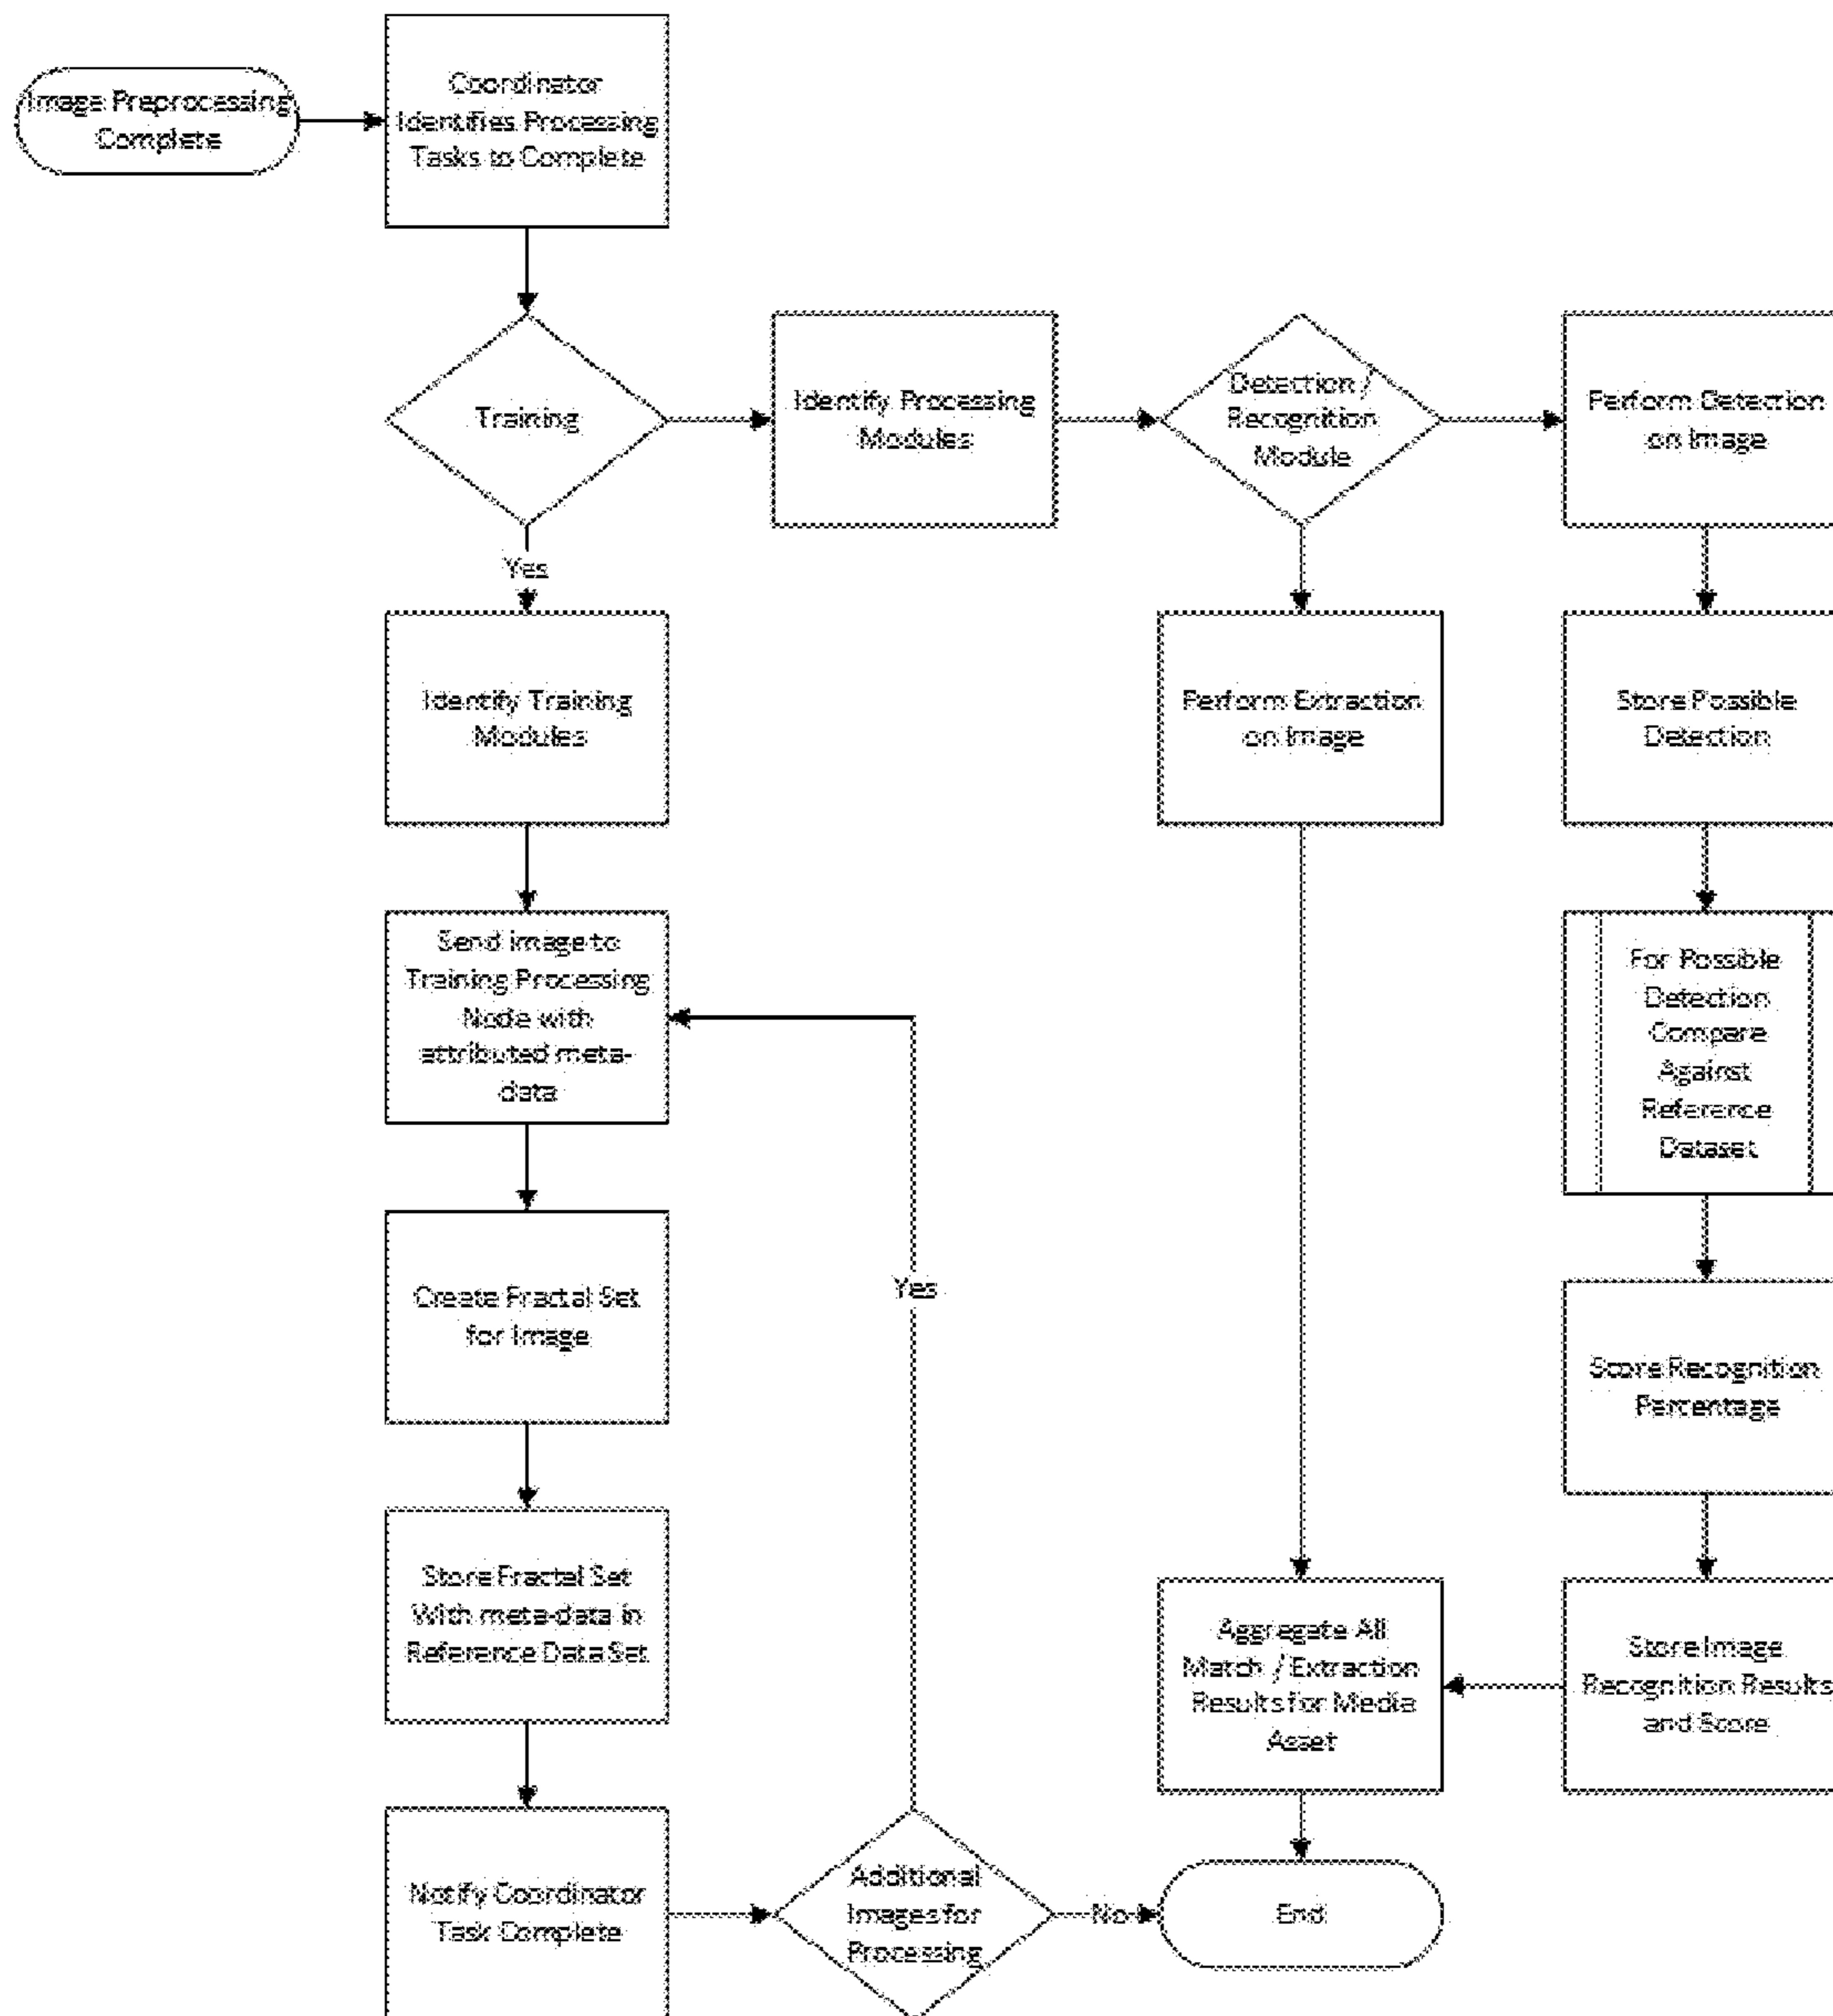 Image Preprocessing
Complete
Coordinator
Identifies Processing
Tasks to Complete
Training
Identify Processing
Modules
Detection /
Recognition
Module
Perform Detection
on Image
Yes
Identify Training
Modules
Perform Extraction
on Image
Store Possible
Detection
Send image to
Training Processing
Node with
attributed meta-
data
For Possible
Detection
Compare
Against
Reference
Dataset
Create Fractal Set
for Image
Yes
Score Recognition
Percentage
Store Fractal Set
With meta-data in
Reference Data Set
Aggregate All
Match / Extraction
Results for Media
Asset
Store Image
Recognition Results
and Score
Notify Coordinator
Task Complete
Additional
Images for
Processing
No
End